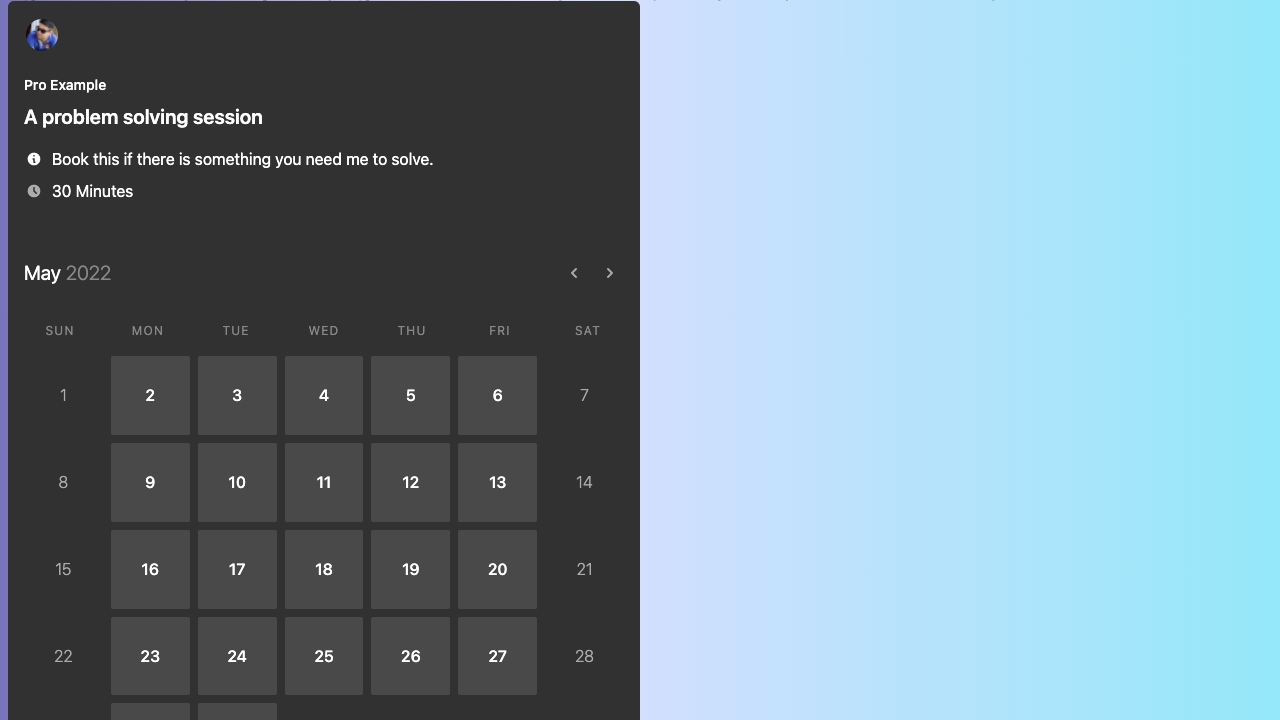 Pro Example
A problem solving session
Book this if there is something you need me to solve.
30 Minutes
May 2022
SUN MON TUE WED THU FRI SAT
1 2 3 4 5 6 7
8 9 10 11 12 13 14
15 16 17 18 19 20 21
22 23 24 25 26 27 28